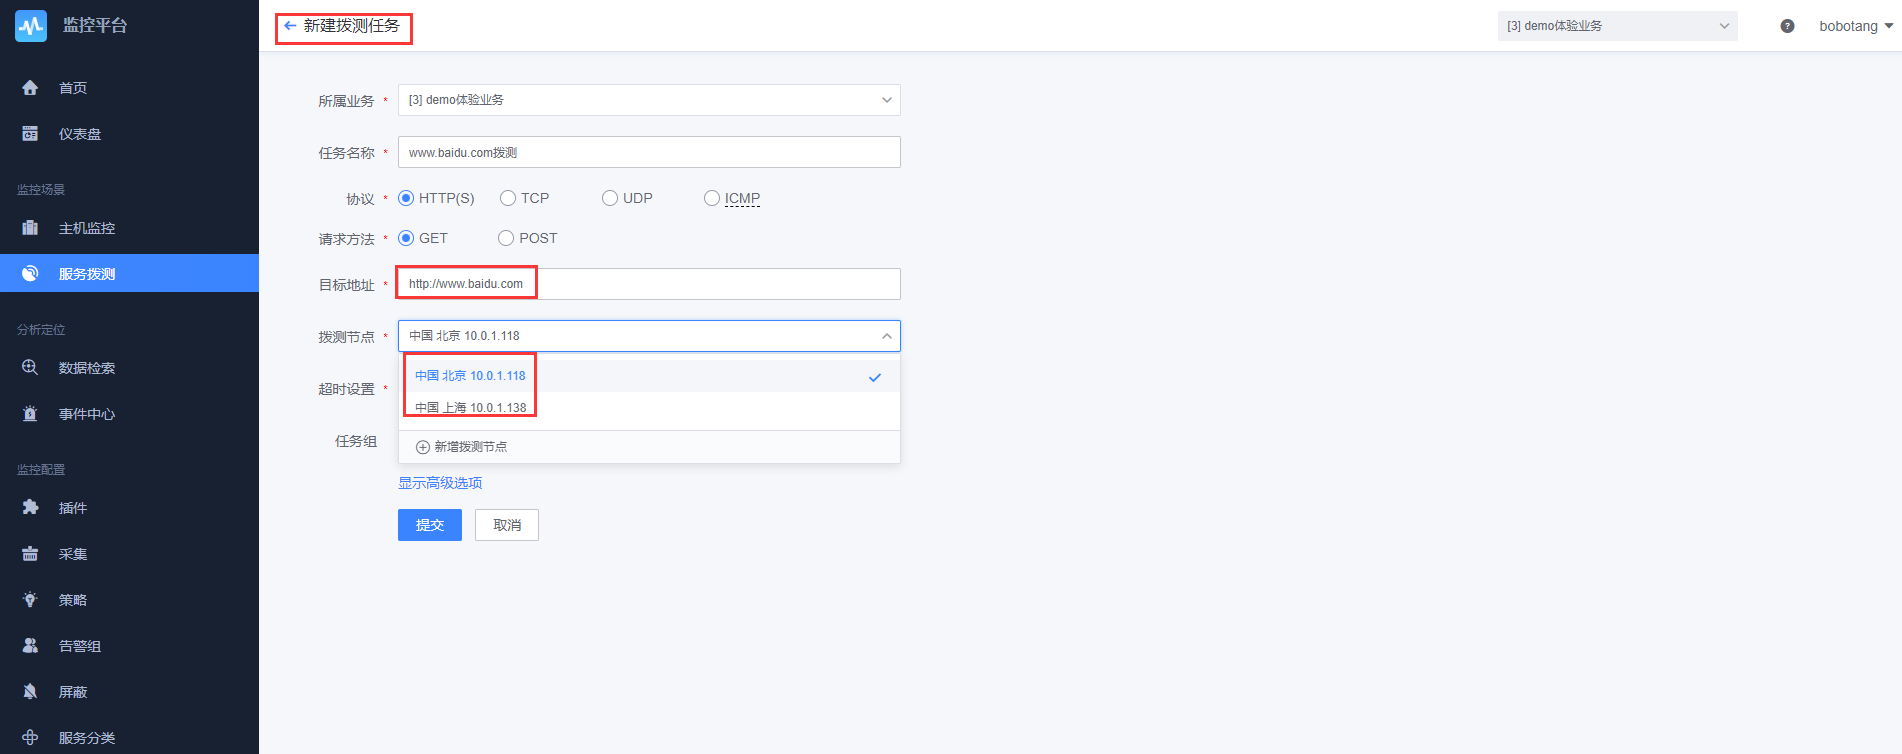 监控平台
首页
仪表盘
监控场景
主机监控
服务拨测
分析定位
数据检索
事件中心
监控配置
插件
采集
策略
告警组
屏蔽
服务分类
新建拨测任务
[3] demo体验业务
bobotang
所属业务 * [3] demo体验业务
任务名称 * www.baidu.com拨测
协议 * HTTP(S) TCP UDP ICMP
请求方法 * GET POST
目标地址 * http://www.baidu.com
拨测节点 * 中国 北京 10.0.1.118
中国 北京 10.0.1.118
超时设置 *
中国 上海 10.0.1.138
任务组
新增拨测节点
显示高级选项
提交 取消